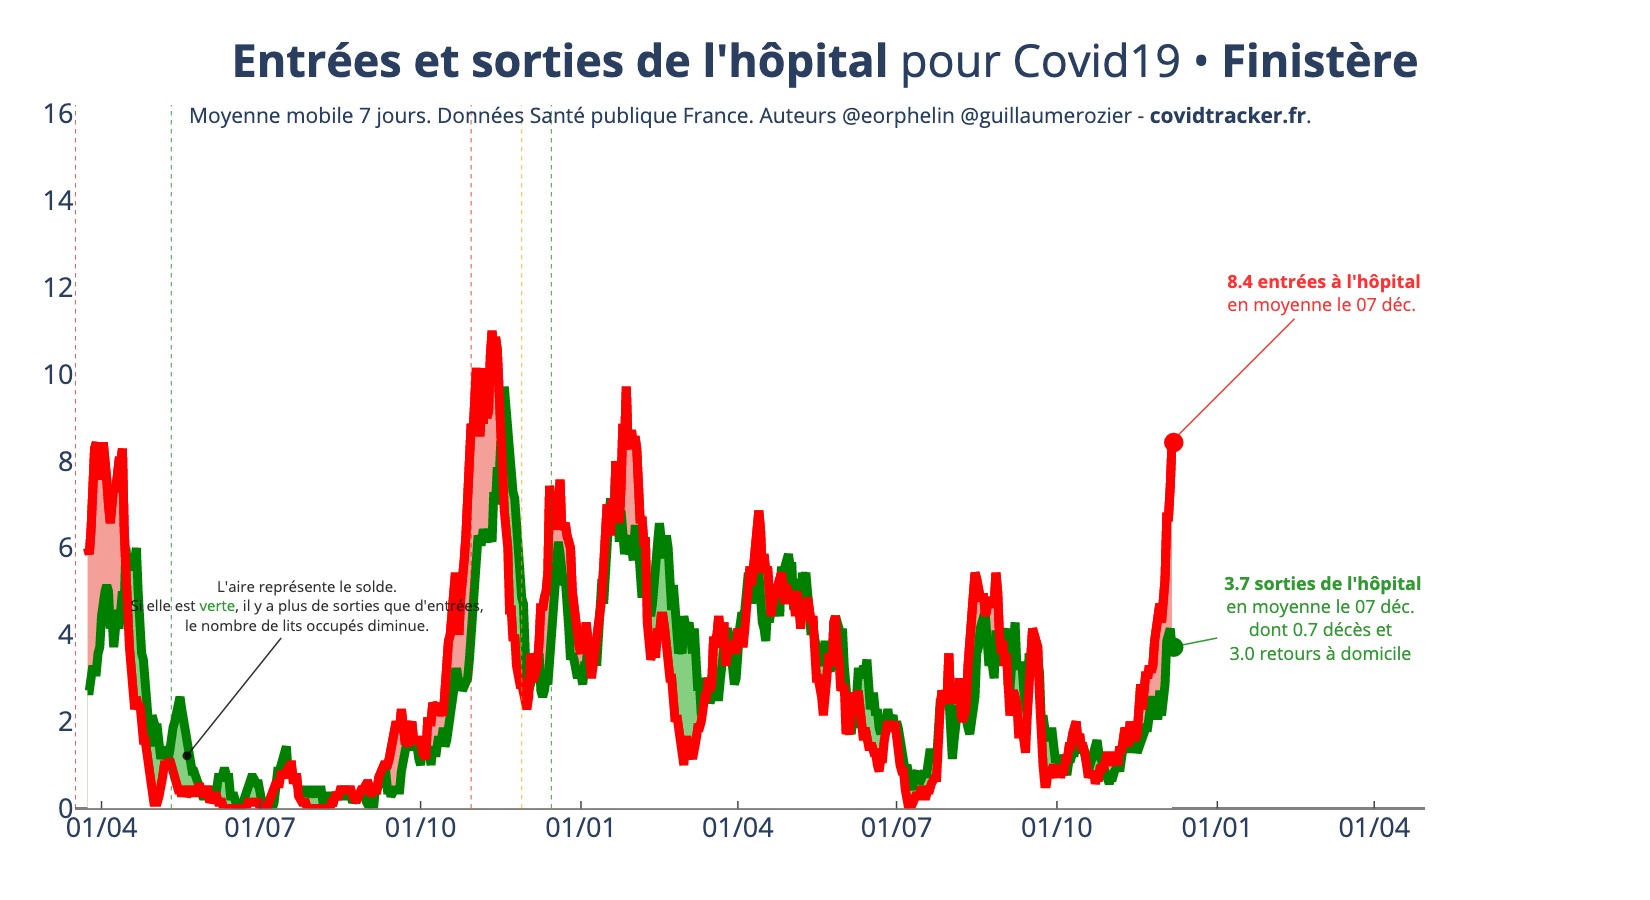 Entrées et sorties de l'hôpital pour Covid19 • Finistère
Moyenne mobile 7 jours. Données Santé publique France. Auteurs @eorphelin @guillaumerozier - covidtracker.fr.
16
14
12
10
8
6
4
2
0
8.4 entrées à l'hôpital
en moyenne le 07 déc.
L'aire représente le solde.
Si elle est verte, il y a plus de sorties que d'entrées,
le nombre de lits occupés diminue.
3.7 sorties de l'hôpital
en moyenne le 07 déc.
dont 0.7 décès et
3.0 retours à domicile
01/04 01/07 01/10 01/01 01/04 01/07 01/10 01/01 01/04